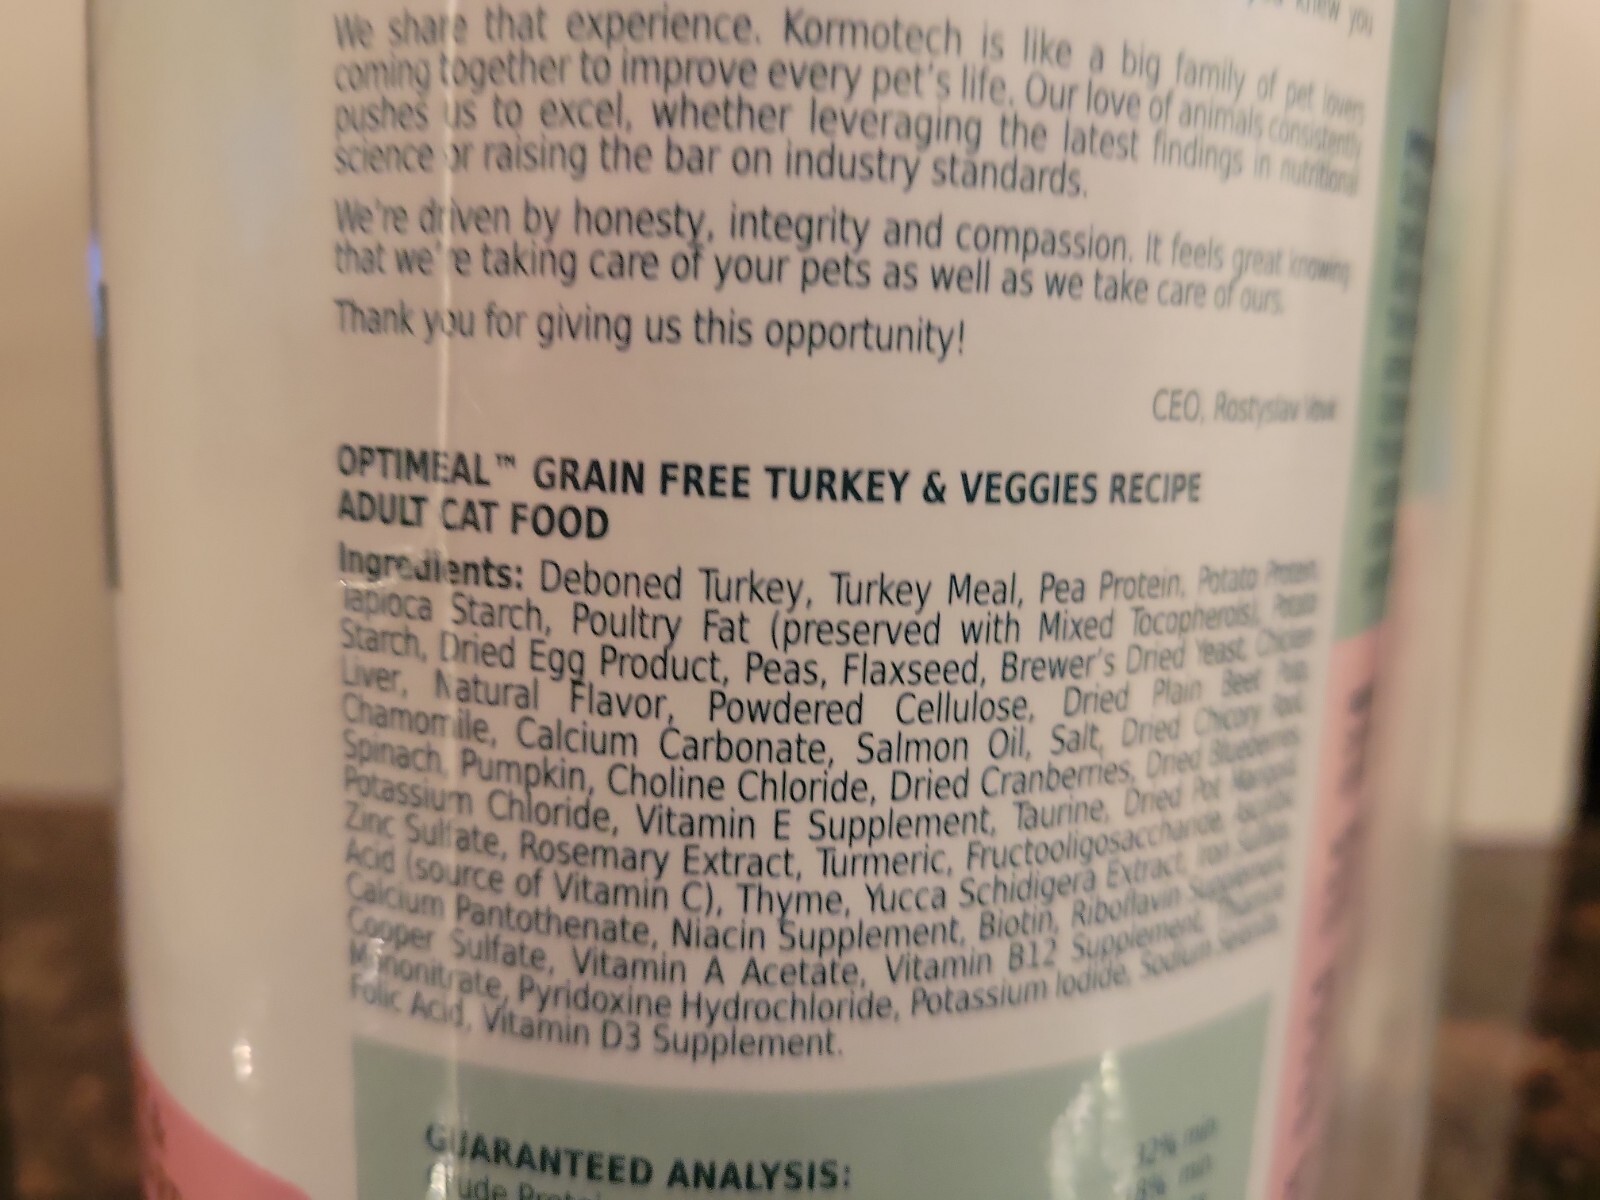 knew you
We share that experience. Kormotech is like a big family of pet lovers
coming together to improve every pet's life. Our love of animals consistently
pushes us to excel, whether leveraging the latest findings in nutritional
science or raising the bar on industry standards.
We're driven by honesty, integrity and compassion. It feels great knowing
that we're taking care of your pets as well as we take care of ours.
Thank you for giving us this opportunity!
CEO, Rostyslav Vovk
OPTIMEAL™ GRAIN FREE TURKEY & VEGGIES RECIPE
ADULT CAT FOOD
Ingredients: Deboned Turkey, Turkey Meal, Pea Protein, Potato Protein,
Tapioca Starch, Poultry Fat (preserved with Mixed Tocopherols), Potato
Starch, Dried Egg Product, Peas, Flaxseed, Brewer's Dried Yeast, Chicken
Liver, Natural Flavor, Powdered Cellulose, Dried Plain Beet Pulp,
Chamomile, Calcium Carbonate, Salmon Oil, Salt, Dried Chicory Root,
Spinach, Pumpkin, Choline Chloride, Dried Cranberries, Dried Blueberries,
Potassium Chloride, Vitamin E Supplement, Taurine, Dried Pot Marigold,
Zinc Sulfate, Rosemary Extract, Turmeric, Fructooligosaccharide, Ascorbic
Acid (source of Vitamin C), Thyme, Yucca Schidigera Extract, Iron Sulfate,
Calcium Pantothenate, Niacin Supplement, Biotin, Riboflavin Supplement,
Copper Sulfate, Vitamin A Acetate, Vitamin B12 Supplement, Thiamine
Mononitrate, Pyridoxine Hydrochloride, Potassium Iodide, Sodium Selenite,
Folic Acid, Vitamin D3 Supplement.
GUARANTEED ANALYSIS:
32% min